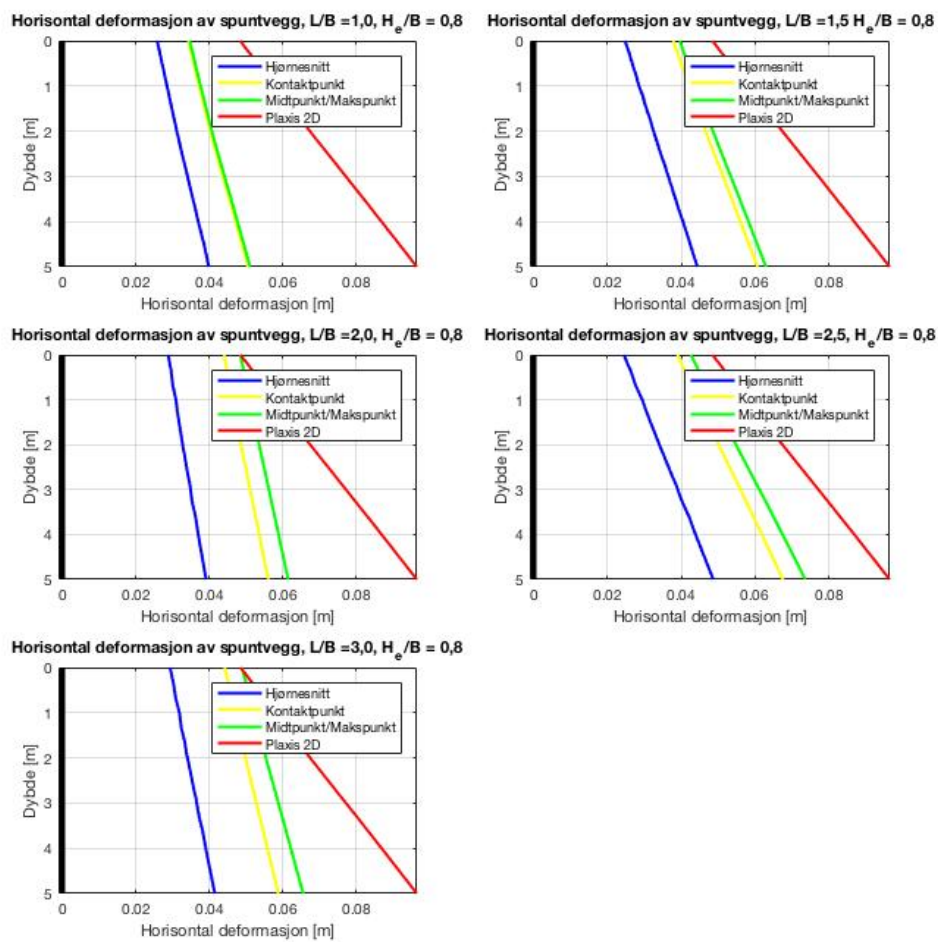 Horisontal deformasjon av spuntvegg, L/B =1,0, H_e/B = 0,8
0
1
2
3
4
5
Dybde [m]
Hjørnesnitt
Kontaktpunkt
Midtpunkt/Makspunkt
Plaxis 2D
0 0.02 0.04 0.06 0.08
Horisontal deformasjon [m]
Horisontal deformasjon av spuntvegg, L/B =1,5 H_e/B = 0,8
0
1
2
3
4
5
Dybde [m]
Hjørnesnitt
Kontaktpunkt
Midtpunkt/Makspunkt
Plaxis 2D
0 0.02 0.04 0.06 0.08
Horisontal deformasjon [m]
Horisontal deformasjon av spuntvegg, L/B =2,0, H_e/B = 0,8
0
1
2
3
4
5
Dybde [m]
Hjørnesnitt
Kontaktpunkt
Midtpunkt/Makspunkt
Plaxis 2D
0 0.02 0.04 0.06 0.08
Horisontal deformasjon [m]
Horisontal deformasjon av spuntvegg, L/B =2,5, H_e/B = 0,8
0
1
2
3
4
5
Dybde [m]
Hjørnesnitt
Kontaktpunkt
Midtpunkt/Makspunkt
Plaxis 2D
0 0.02 0.04 0.06 0.08
Horisontal deformasjon [m]
Horisontal deformasjon av spuntvegg, L/B =3,0, H_e/B = 0,8
0
1
2
3
4
5
Dybde [m]
Hjørnesnitt
Kontaktpunkt
Midtpunkt/Makspunkt
Plaxis 2D
0 0.02 0.04 0.06 0.08
Horisontal deformasjon [m]